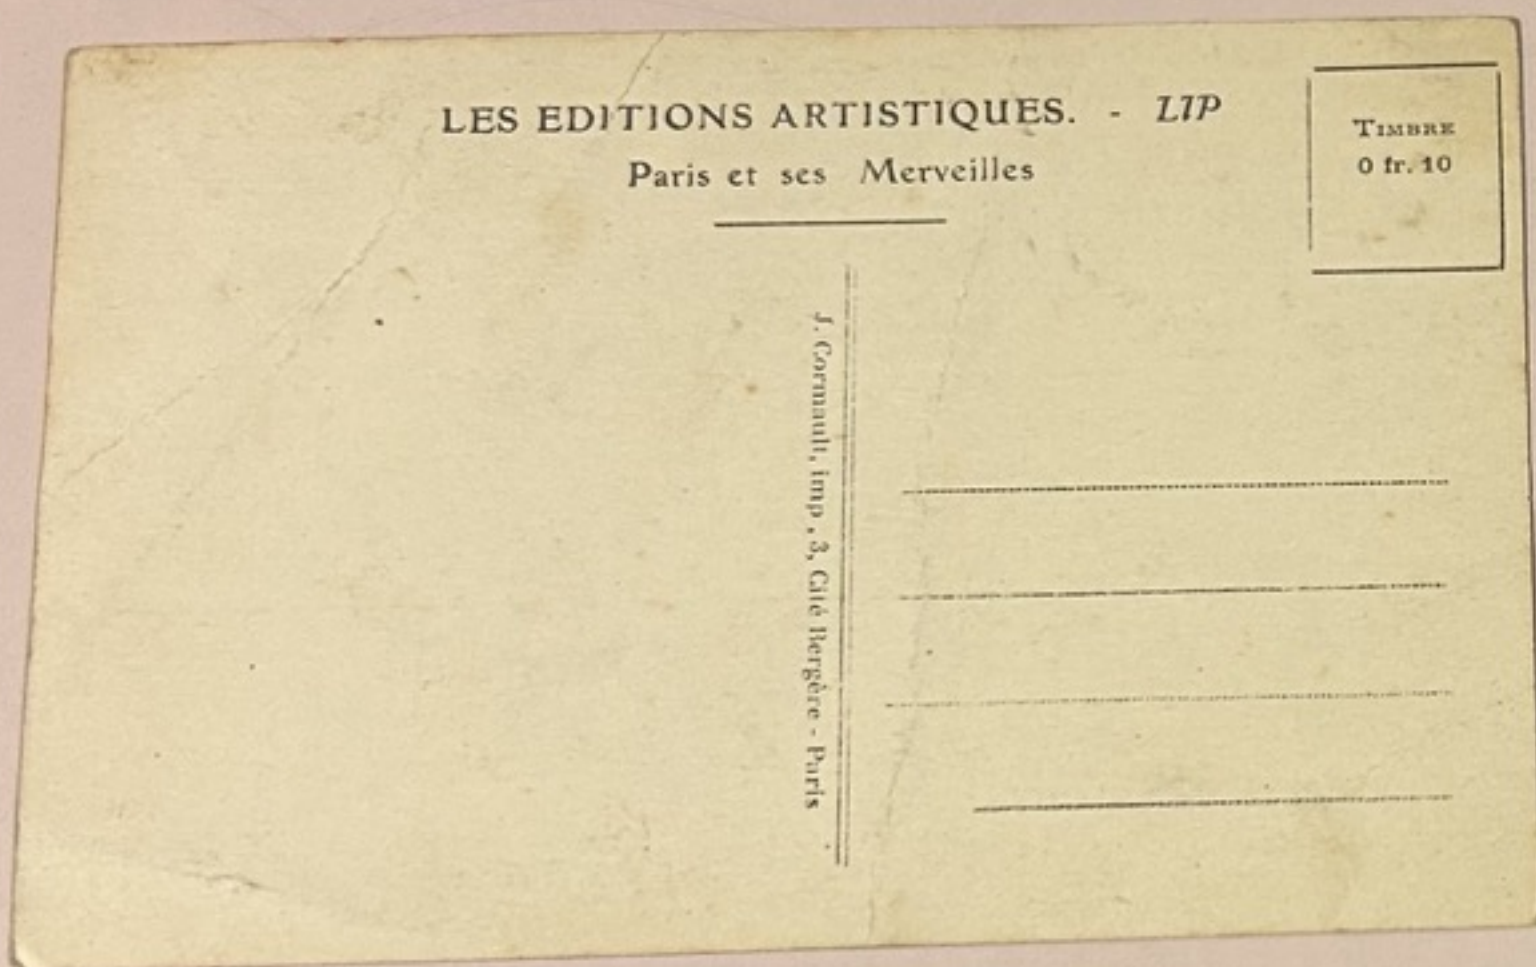 LES EDITIONS ARTISTIQUES. - LIP
Paris et ses Merveilles
TIMBRE
0 fr. 10
J. Cormault, imp., 3, Cité Bergère - Paris